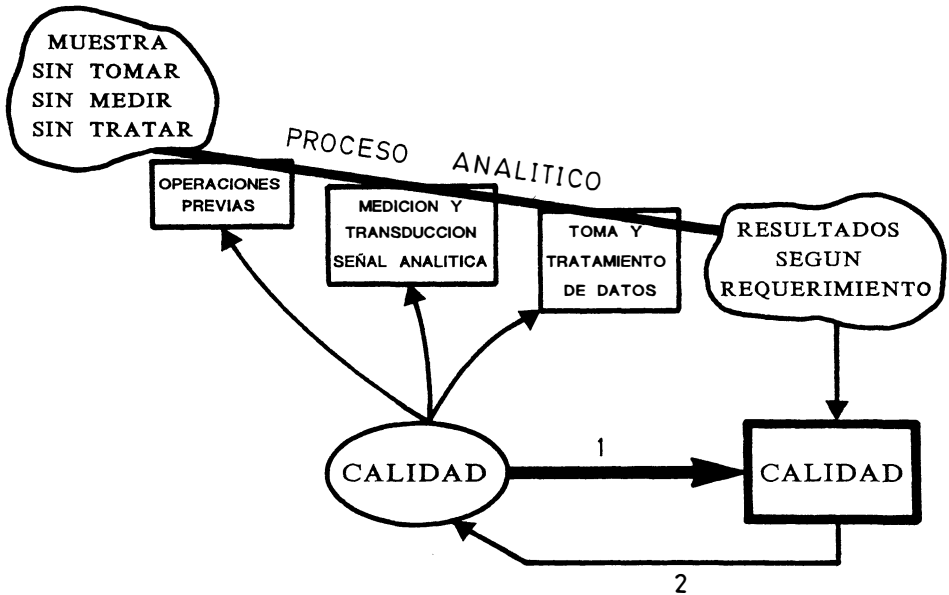 MUESTRA
SIN TOMAR
SIN MEDIR
SIN TRATAR
PROCESO ANALITICO
OPERACIONES
PREVIAS
MEDICION Y
TRANSDUCCION
SEÑAL ANALITICA
TOMA Y
TRATAMIENTO
DE DATOS
RESULTADOS
SEGUN
REQUERIMIENTO
CALIDAD
1
CALIDAD
2